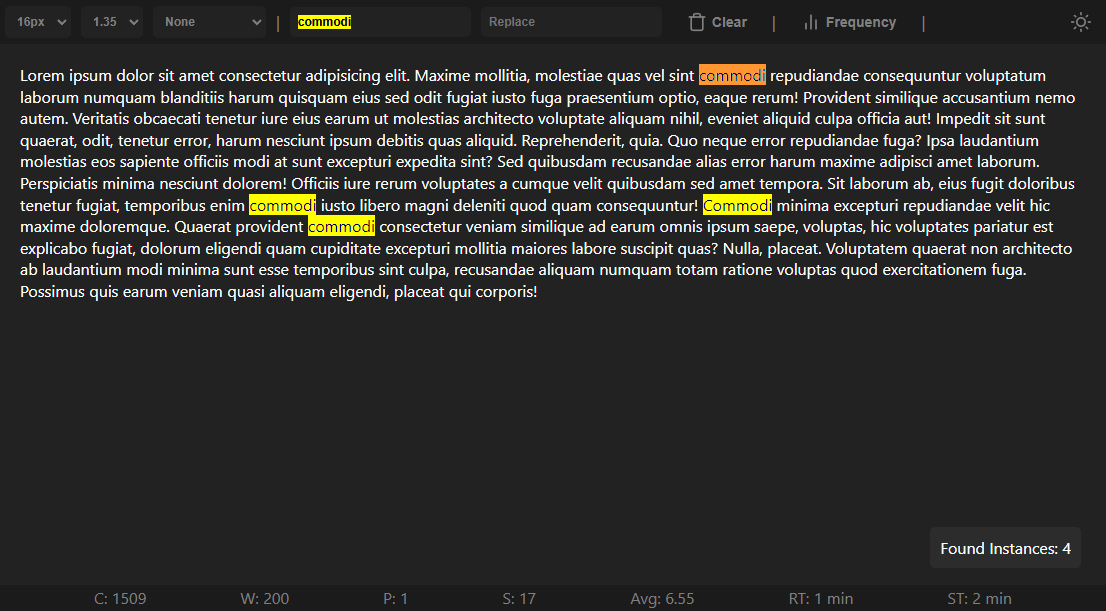 16px 1.35 None | commodi Replace Clear | Frequency |
Lorem ipsum dolor sit amet consectetur adipisicing elit. Maxime mollitia, molestiae quas vel sint commodi repudiandae consequuntur voluptatum
laborum numquam blanditiis harum quisquam eius sed odit fugiat iusto fuga praesentium optio, eaque rerum! Provident similique accusantium nemo
autem. Veritatis obcaecati tenetur iure eius earum ut molestias architecto voluptate aliquam nihil, eveniet aliquid culpa officia aut! Impedit sit sunt
quaerat, odit, tenetur error, harum nesciunt ipsum debitis quas aliquid. Reprehenderit, quia. Quo neque error repudiandae fuga? Ipsa laudantium
molestias eos sapiente officiis modi at sunt excepturi expedita sint? Sed quibusdam recusandae alias error harum maxime adipisci amet laborum.
Perspiciatis minima nesciunt dolorem! Officiis iure rerum voluptates a cumque velit quibusdam sed amet tempora. Sit laborum ab, eius fugit doloribus
tenetur fugiat, temporibus enim commodi iusto libero magni deleniti quod quam consequuntur! Commodi minima excepturi repudiandae velit hic
maxime doloremque. Quaerat provident commodi consectetur veniam similique ad earum omnis ipsum saepe, voluptas, hic voluptates pariatur est
explicabo fugiat, dolorum eligendi quam cupiditate excepturi mollitia maiores labore suscipit quas? Nulla, placeat. Voluptatem quaerat non architecto
ab laudantium modi minima sunt esse temporibus sint culpa, recusandae aliquam numquam totam ratione voluptas quod exercitationem fuga.
Possimus quis earum veniam quasi aliquam eligendi, placeat qui corporis!
Found Instances: 4
C: 1509 W: 200 P: 1 S: 17 Avg: 6.55 RT: 1 min ST: 2 min